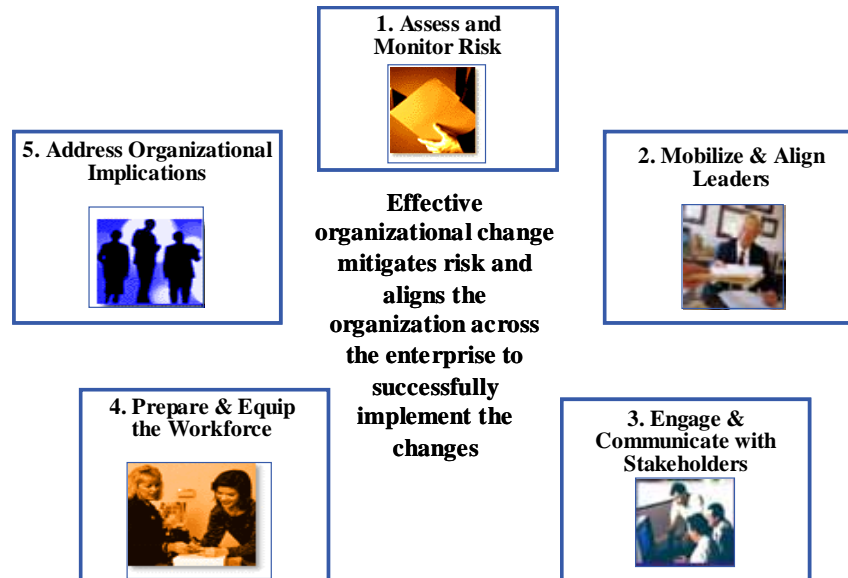 1. Assess and
Monitor Risk
2. Mobilize & Align
Leaders
3. Engage &
Communicate with
Stakeholders
4. Prepare & Equip
the Workforce
5. Address Organizational
Implications
Effective
organizational change
mitigates risk and
aligns the
organization across
the enterprise to
successfully
implement the
changes